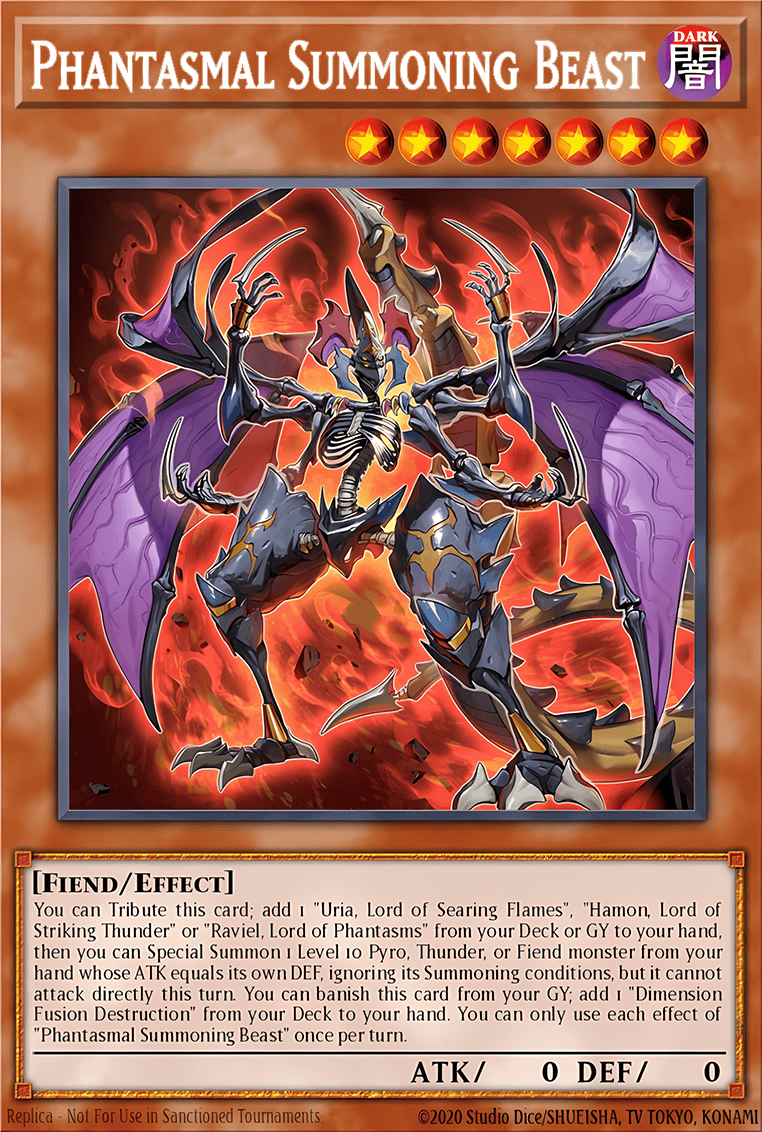 Phantasmal Summoning Beast
DARK
闇
[Fiend/Effect]
You can Tribute this card; add 1 "Uria, Lord of Searing Flames", "Hamon, Lord of
Striking Thunder" or "Raviel, Lord of Phantasms" from your Deck or GY to your hand,
then you can Special Summon 1 Level 10 Pyro, Thunder, or Fiend monster from your
hand whose ATK equals its own DEF, ignoring its Summoning conditions, but it cannot
attack directly this turn. You can banish this card from your GY; add 1 "Dimension
Fusion Destruction" from your Deck to your hand. You can only use each effect of
"Phantasmal Summoning Beast" once per turn.
ATK/ 0 DEF/ 0
Replica - Not For Use in Sanctioned Tournaments.
©2020 Studio Dice/SHUEISHA, TV TOKYO, KONAMI